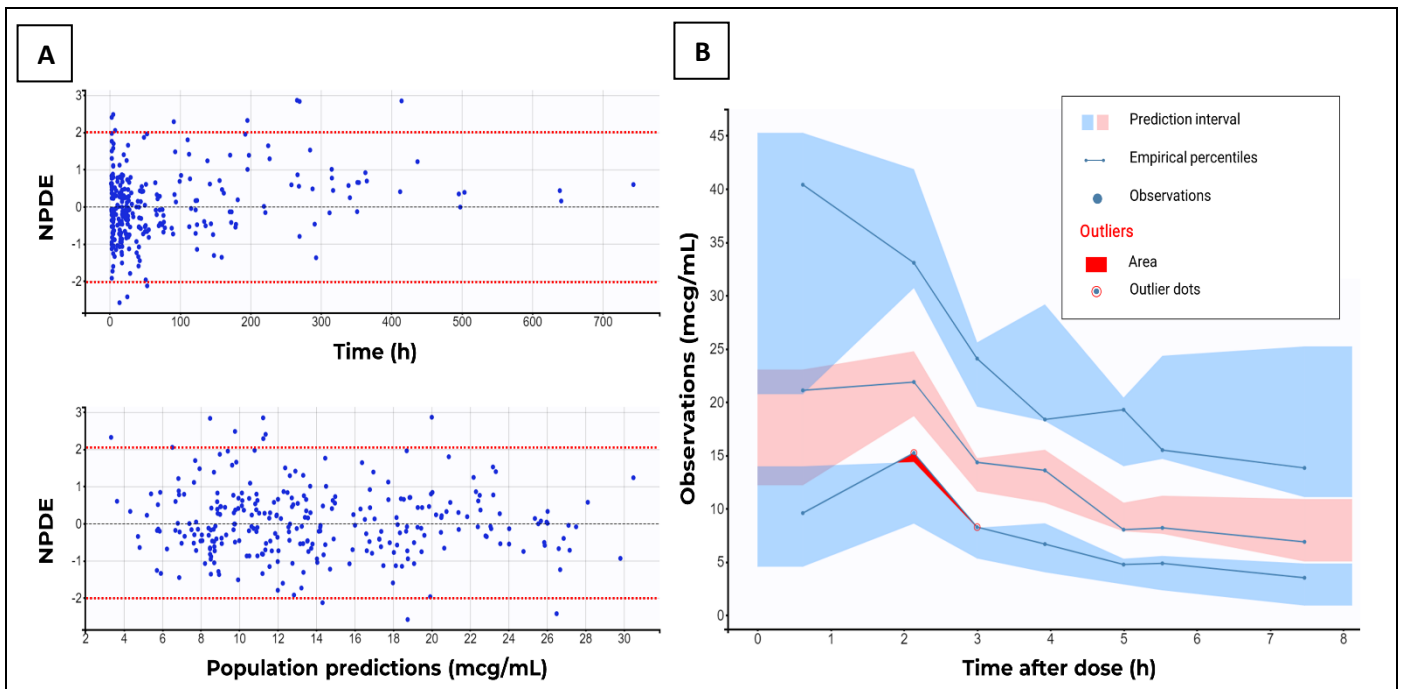 A
B
NPDE
3
2
1
0
-1
-2
0 100 200 300 400 500 600 700
Time (h)
NPDE
3
2
1
0
-1
-2
2 4 6 8 10 12 14 16 18 20 22 24 26 28 30
Population predictions (mcg/mL)
Observations (mcg/mL)
45
40
35
30
25
20
15
10
5
0
0 1 2 3 4 5 6 7 8
Time after dose (h)
Prediction interval
Empirical percentiles
Observations
Outliers
Area
Outlier dots